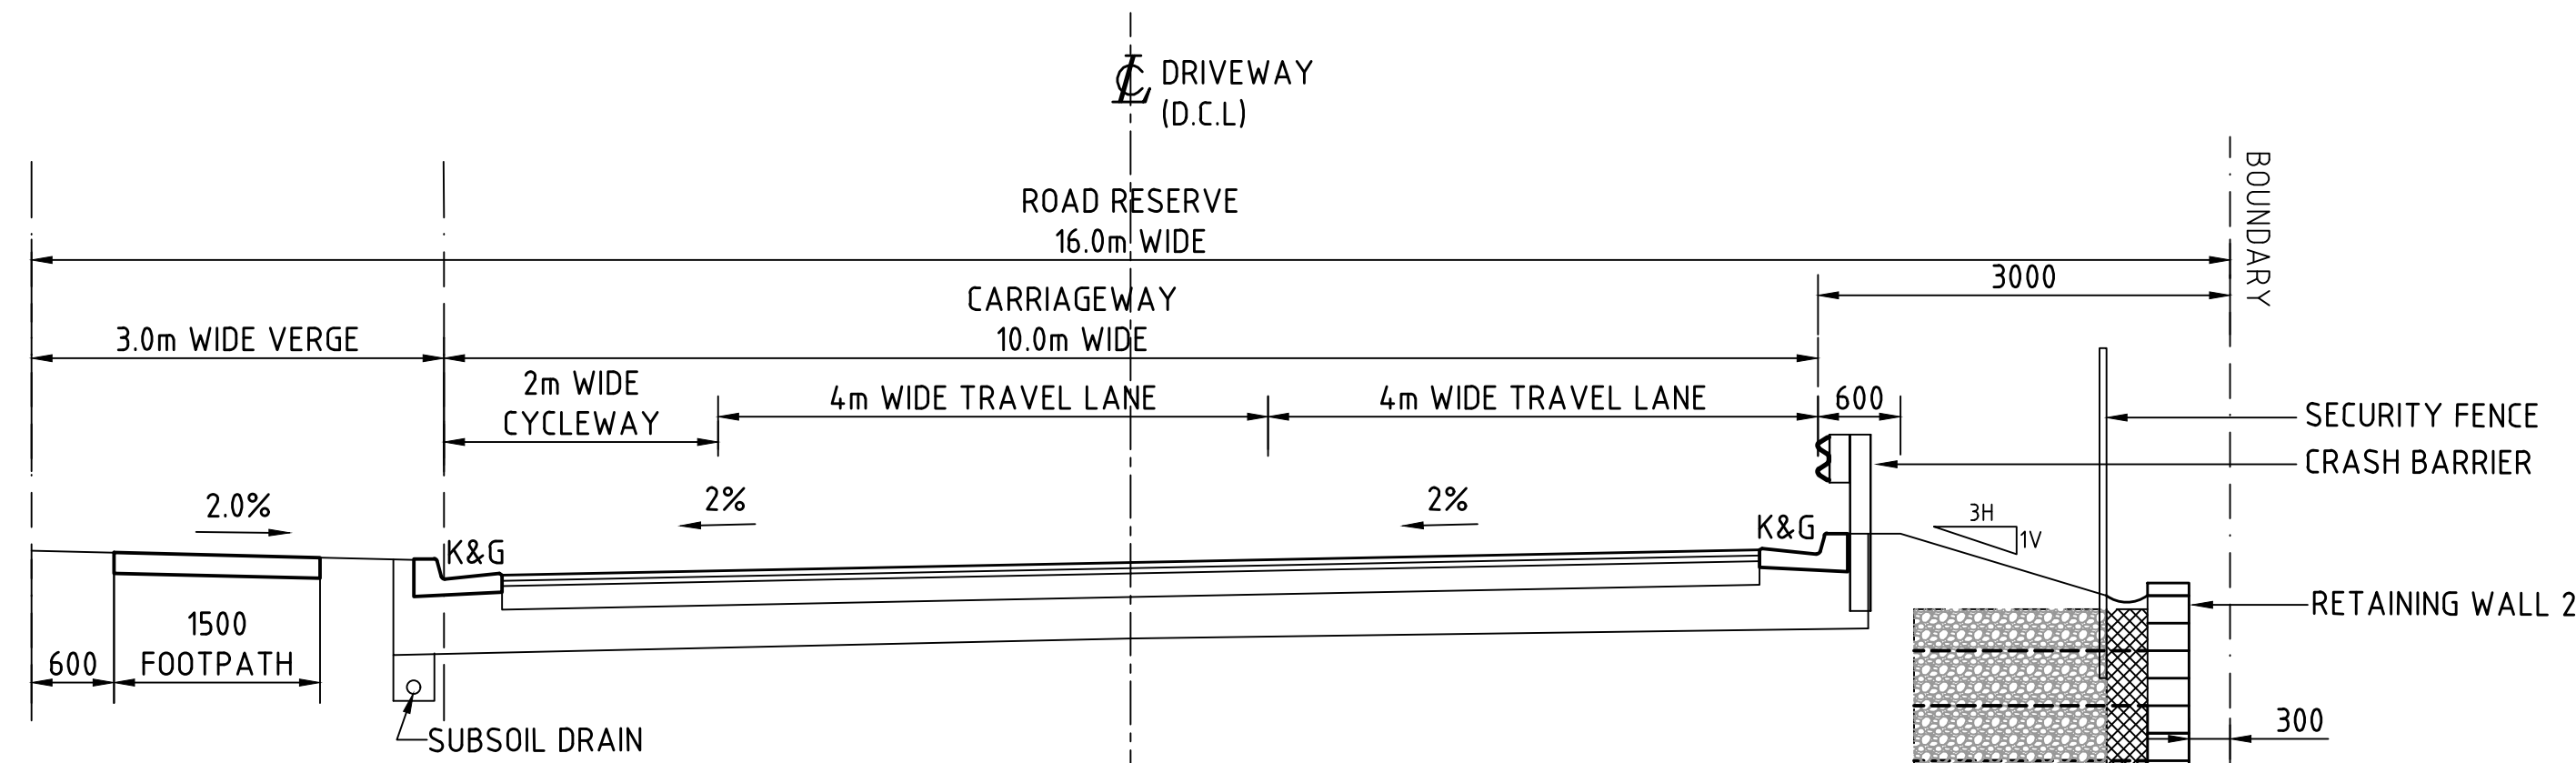 ℄ DRIVEWAY
(D.C.L)
BOUNDARY
ROAD RESERVE
16.0m WIDE
3000
CARRIAGEWAY
10.0m WIDE
3.0m WIDE VERGE
2m WIDE
CYCLEWAY
4m WIDE TRAVEL LANE
4m WIDE TRAVEL LANE
600
SECURITY FENCE
CRASH BARRIER
2.0%
2%
2%
3H
1V
K&G
K&G
RETAINING WALL 2
1500
FOOTPATH
600
SUBSOIL DRAIN
300